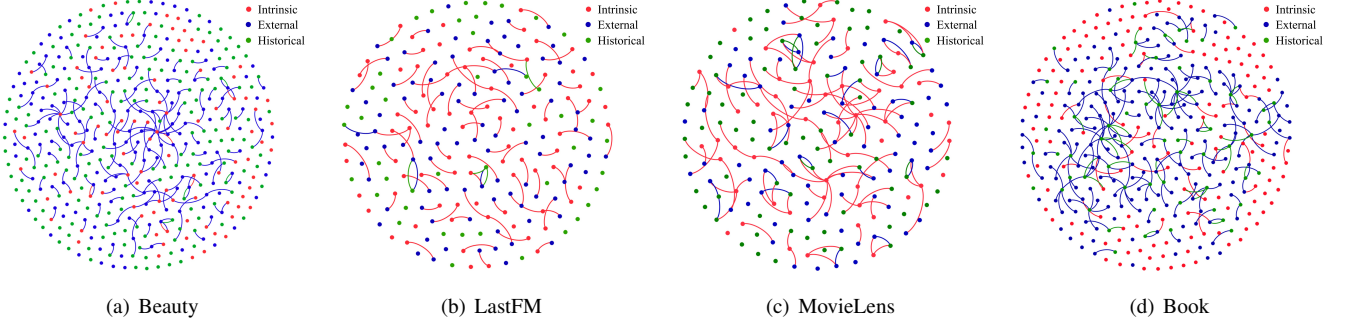 Intrinsic
External
Historical
Intrinsic
External
Historical
Intrinsic
External
Historical
Intrinsic
External
Historical
(a) Beauty
(b) LastFM
(c) MovieLens
(d) Book